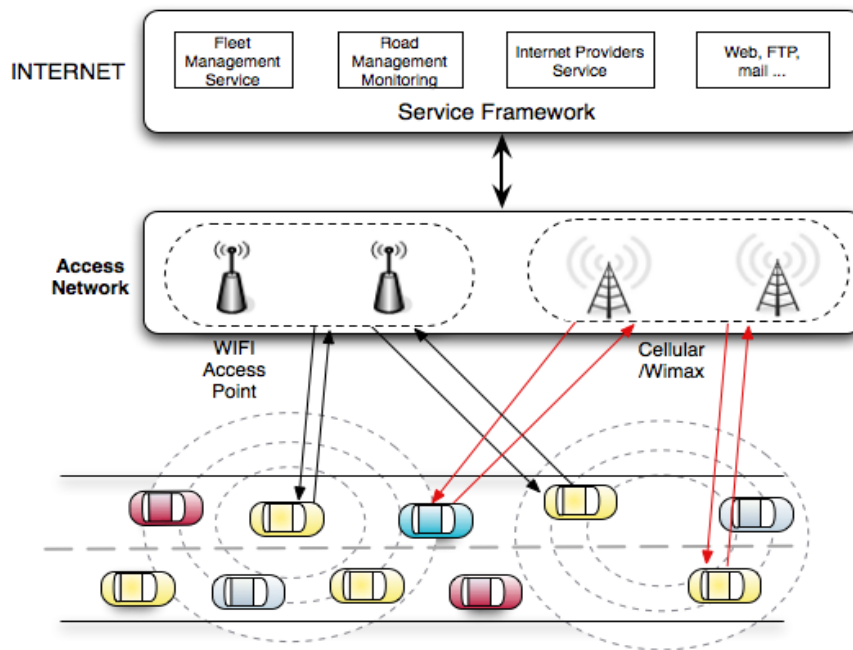 INTERNET
Fleet
Management
Service
Road
Management
Monitoring
Internet Providers
Service
Web, FTP,
mail ...
Service Framework
Access
Network
WIFI
Access
Point
Cellular
/Wimax